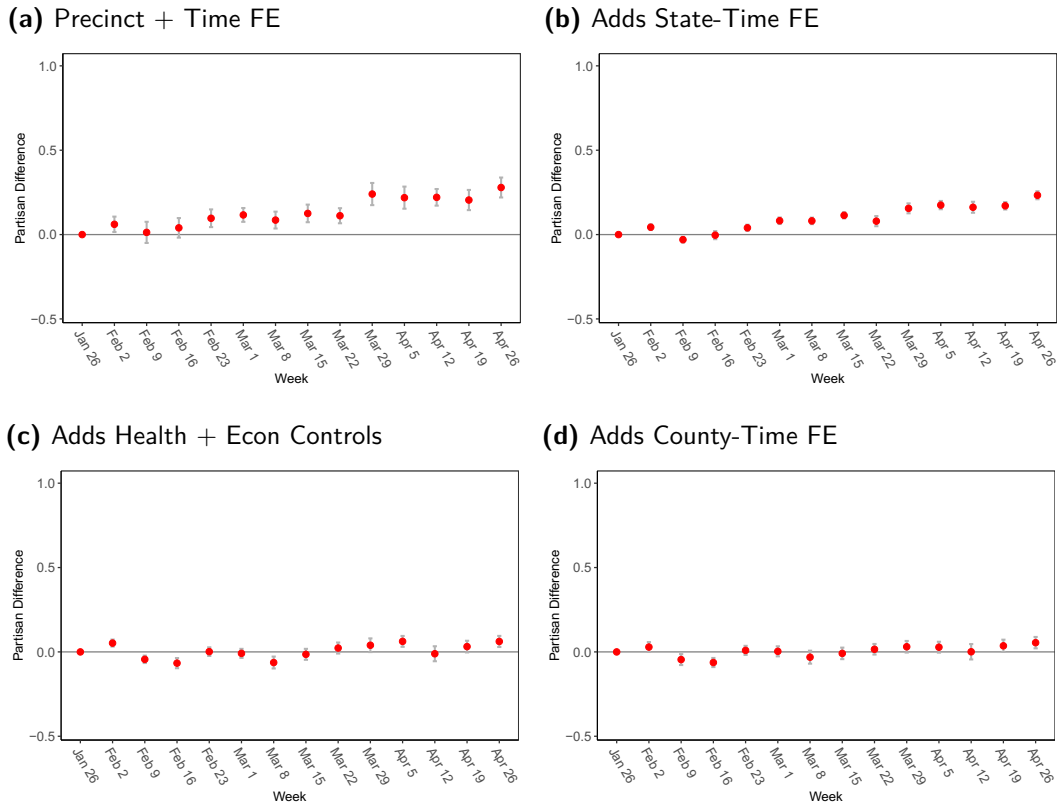 (a) Precinct + Time FE
1.0
0.5
0.0
−0.5
Partisan Difference
Jan 26
Feb 2
Feb 9
Feb 16
Feb 23
Mar 1
Mar 8
Mar 15
Mar 22
Mar 29
Apr 5
Apr 12
Apr 19
Apr 26
Week
(b) Adds State-Time FE
1.0
0.5
0.0
−0.5
Partisan Difference
Jan 26
Feb 2
Feb 9
Feb 16
Feb 23
Mar 1
Mar 8
Mar 15
Mar 22
Mar 29
Apr 5
Apr 12
Apr 19
Apr 26
Week
(c) Adds Health + Econ Controls
1.0
0.5
0.0
−0.5
Partisan Difference
Jan 26
Feb 2
Feb 9
Feb 16
Feb 23
Mar 1
Mar 8
Mar 15
Mar 22
Mar 29
Apr 5
Apr 12
Apr 19
Apr 26
Week
(d) Adds County-Time FE
1.0
0.5
0.0
−0.5
Partisan Difference
Jan 26
Feb 2
Feb 9
Feb 16
Feb 23
Mar 1
Mar 8
Mar 15
Mar 22
Mar 29
Apr 5
Apr 12
Apr 19
Apr 26
Week